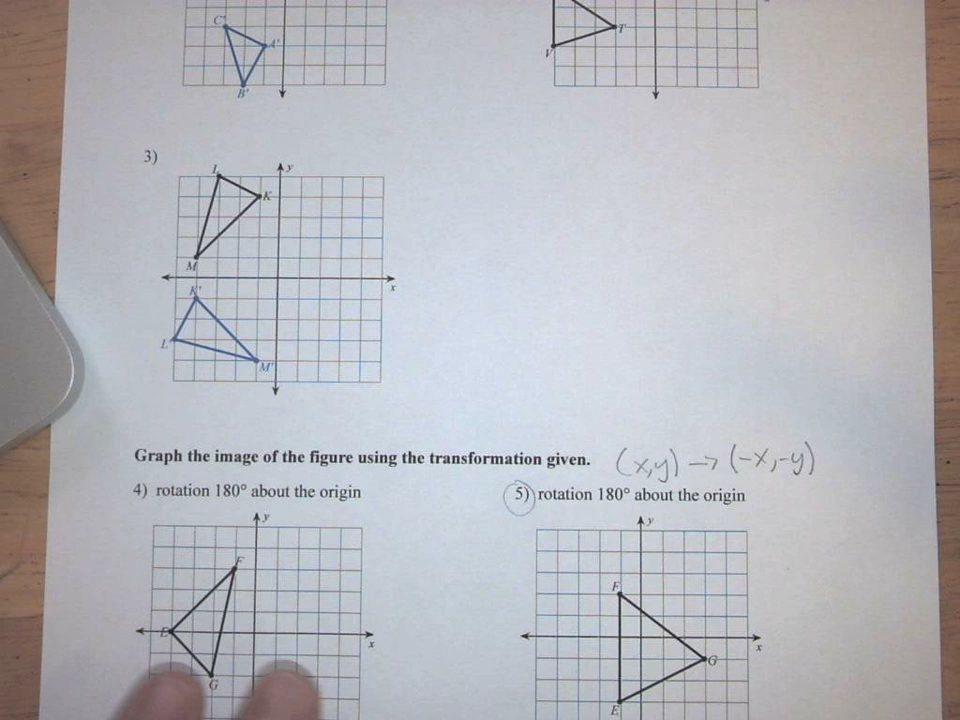 C'
A'
B'
T
V
3)
y
L
K
M
x
K'
L'
M'
Graph the image of the figure using the transformation given. (x,y) → (-x,-y)
4) rotation 180° about the origin
5) rotation 180° about the origin
y
F
E
x
G
y
F
x
G
E